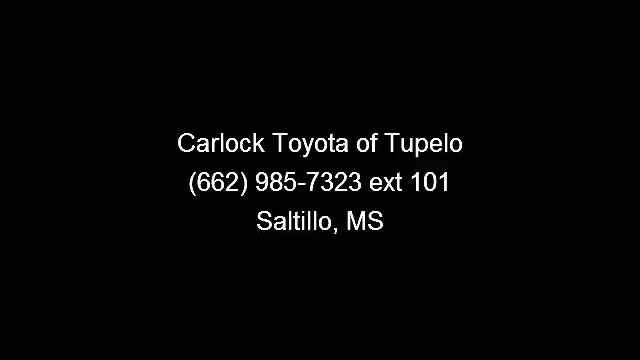 Carlock Toyota of Tupelo
(662) 985-7323 ext 101
Saltillo, MS